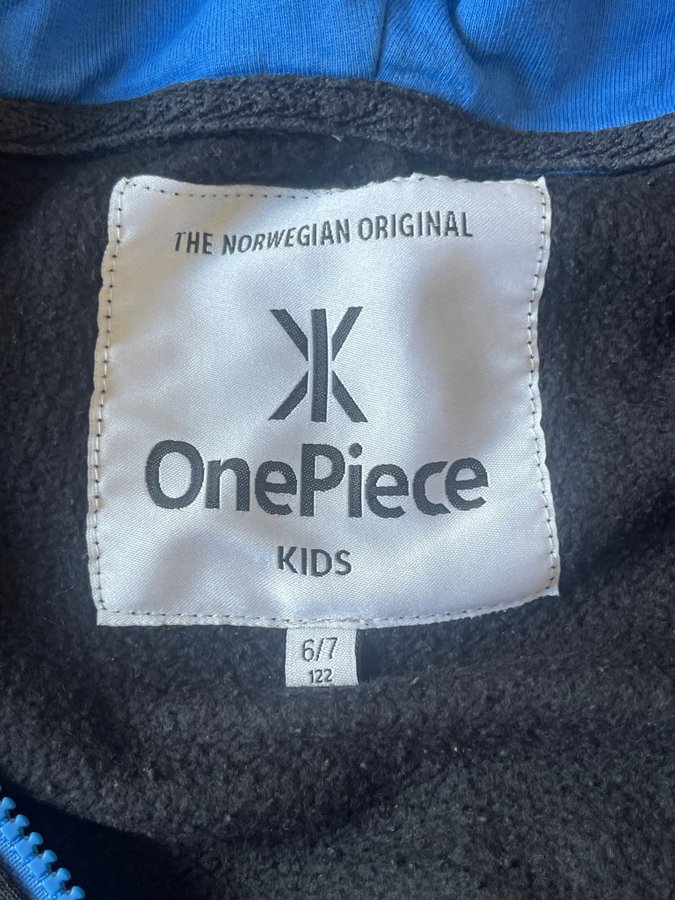 THE NORWEGIAN ORIGINAL
OnePiece
KIDS
6/7
122